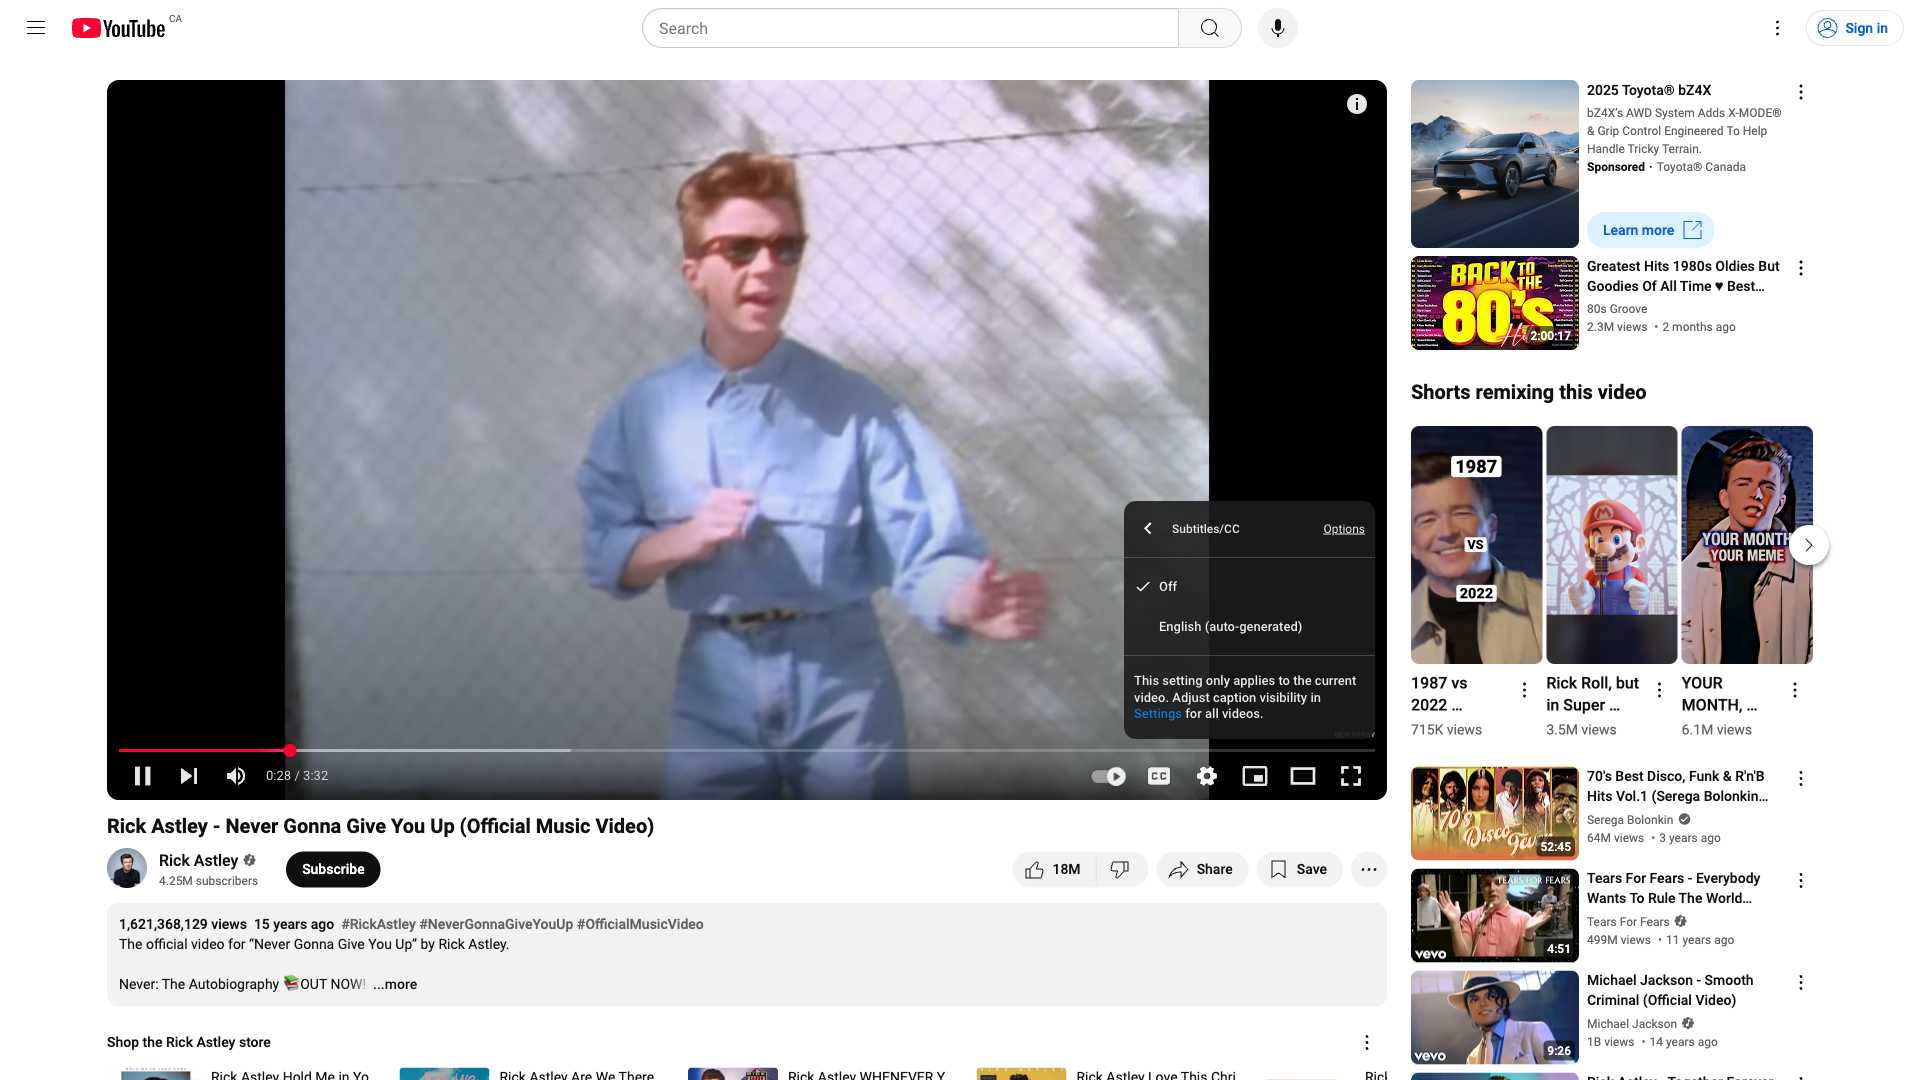 YouTube CA
Search
Sign in
2025 Toyota® bZ4X
bZ4X's AWD System Adds X-MODE®
& Grip Control Engineered To Help
Handle Tricky Terrain.
Sponsored · Toyota® Canada
Learn more
BACK TO
THE
80's
Hits
2:00:17
Greatest Hits 1980s Oldies But
Goodies Of All Time ♥ Best...
80s Groove
2.3M views • 2 months ago
Shorts remixing this video
1987
VS
2022
YOUR MONTH
YOUR MEME
1987 vs
2022 ...
715K views
Rick Roll, but
in Super ...
3.5M views
YOUR
MONTH, ...
6.1M views
Subtitles/CC
Options
Off
English (auto-generated)
This setting only applies to the current
video. Adjust caption visibility in
Settings for all videos.
0:28 / 3:32
CC
Rick Astley - Never Gonna Give You Up (Official Music Video)
Rick Astley
4.25M subscribers
Subscribe
18M
Share
Save
1,621,368,129 views 15 years ago #RickAstley #NeverGonnaGiveYouUp #OfficialMusicVideo
The official video for “Never Gonna Give You Up” by Rick Astley.
Never: The Autobiography 📚OUT NOW! ...more
Shop the Rick Astley store
Rick Astley Hold Me in Yo
Rick Astley Are We There
Rick Astley WHENEVER Y
Rick Astley Love This Chri
Rick
70's
Disco
52:45
70's Best Disco, Funk & R'n'B
Hits Vol.1 (Serega Bolonkin...
Serega Bolonkin
64M views • 3 years ago
TEARS FOR FEARS
vevo
4:51
Tears For Fears - Everybody
Wants To Rule The World...
Tears For Fears
499M views • 11 years ago
vevo
9:26
Michael Jackson - Smooth
Criminal (Official Video)
Michael Jackson
1B views • 14 years ago
Rick Astley - Together Forever